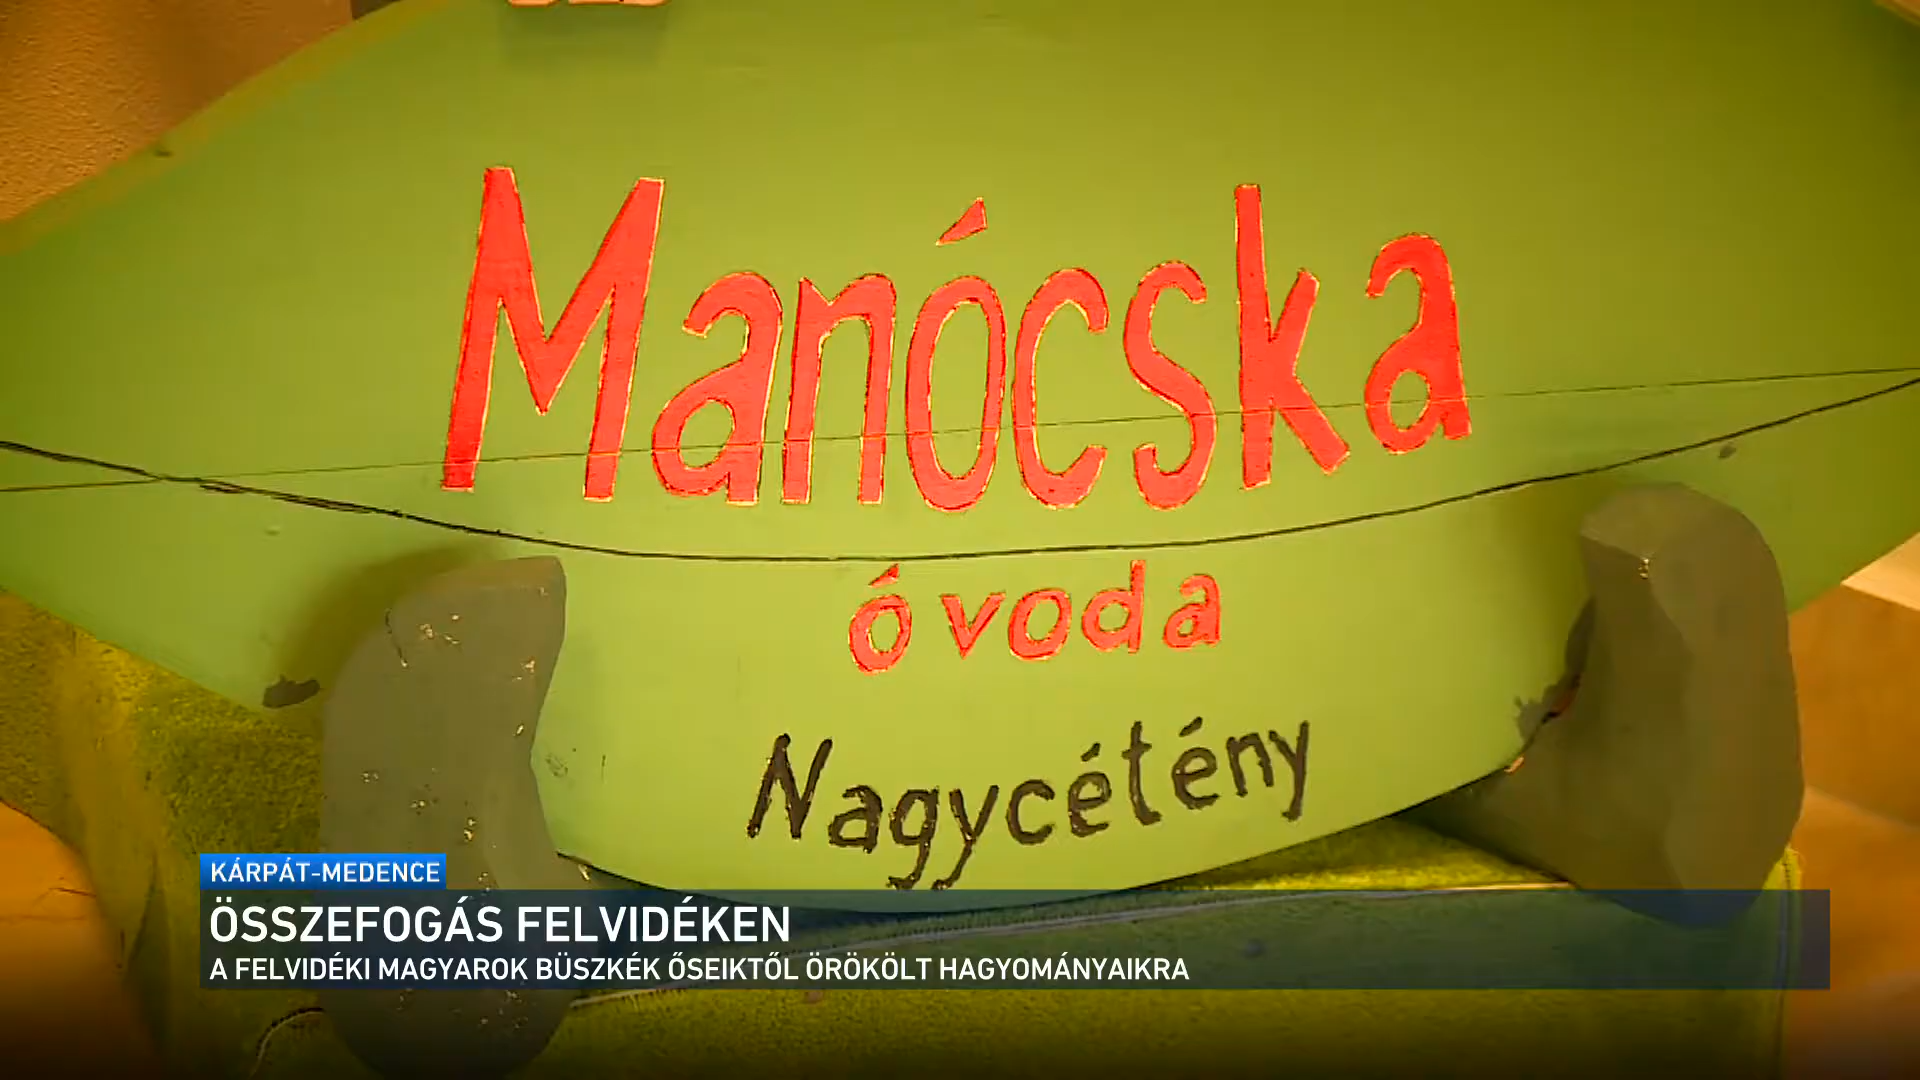 Manócska
óvoda
Nagycétény
KÁRPÁT-MEDENCE
ÖSSZEFOGÁS FELVIDÉKEN
A FELVIDÉKI MAGYAROK BÜSZKÉK ŐSEIKTŐL ÖRÖKÖLT HAGYOMÁNYAIKRA